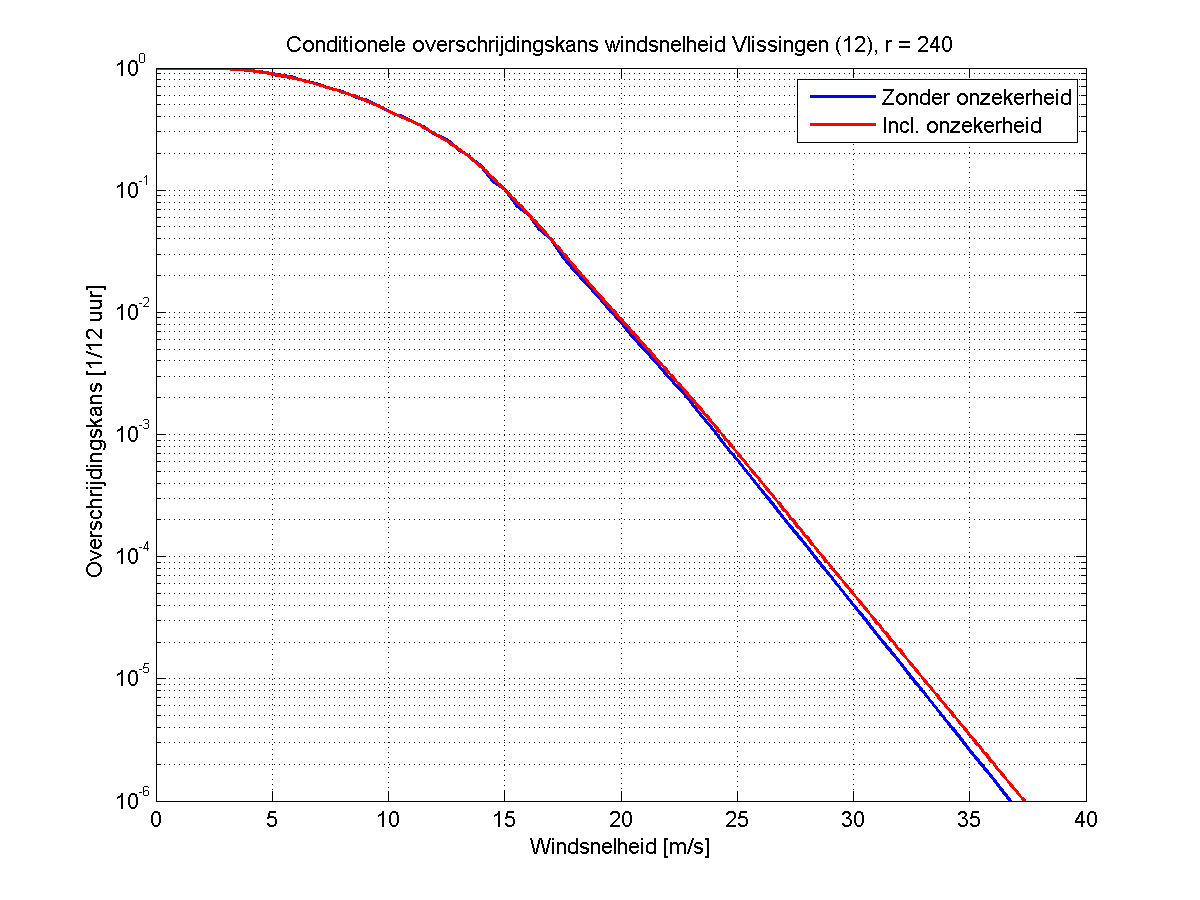 Conditionele overschrijdingskans windsnelheid Vlissingen (12), r = 240
Zonder onzekerheid
Incl. onzekerheid
Overschrijdingskans [1/12 uur]
10^0
10^-1
10^-2
10^-3
10^-4
10^-5
10^-6
0 5 10 15 20 25 30 35 40
Windsnelheid [m/s]